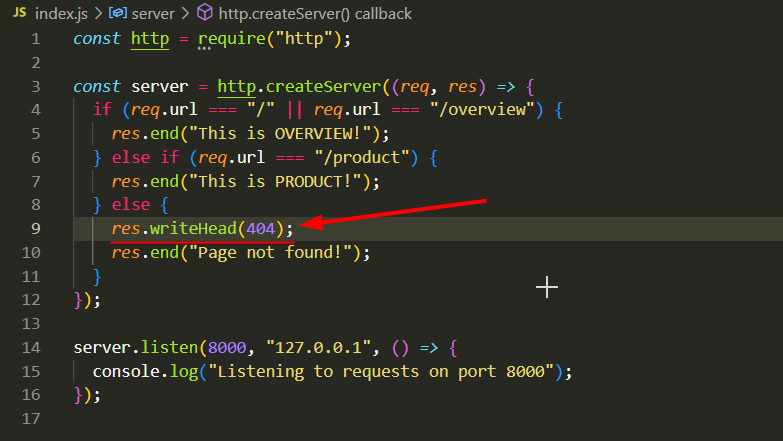 JS index.js > server > http.createServer() callback
1 const http = require("http");
2
3 const server = http.createServer((req, res) => {
4   if (req.url === "/" || req.url === "/overview") {
5     res.end("This is OVERVIEW!");
6   } else if (req.url === "/product") {
7     res.end("This is PRODUCT!");
8   } else {
9     res.writeHead(404);
10     res.end("Page not found!");
11   }
12 });
13
14 server.listen(8000, "127.0.0.1", () => {
15   console.log("Listening to requests on port 8000");
16 });
17